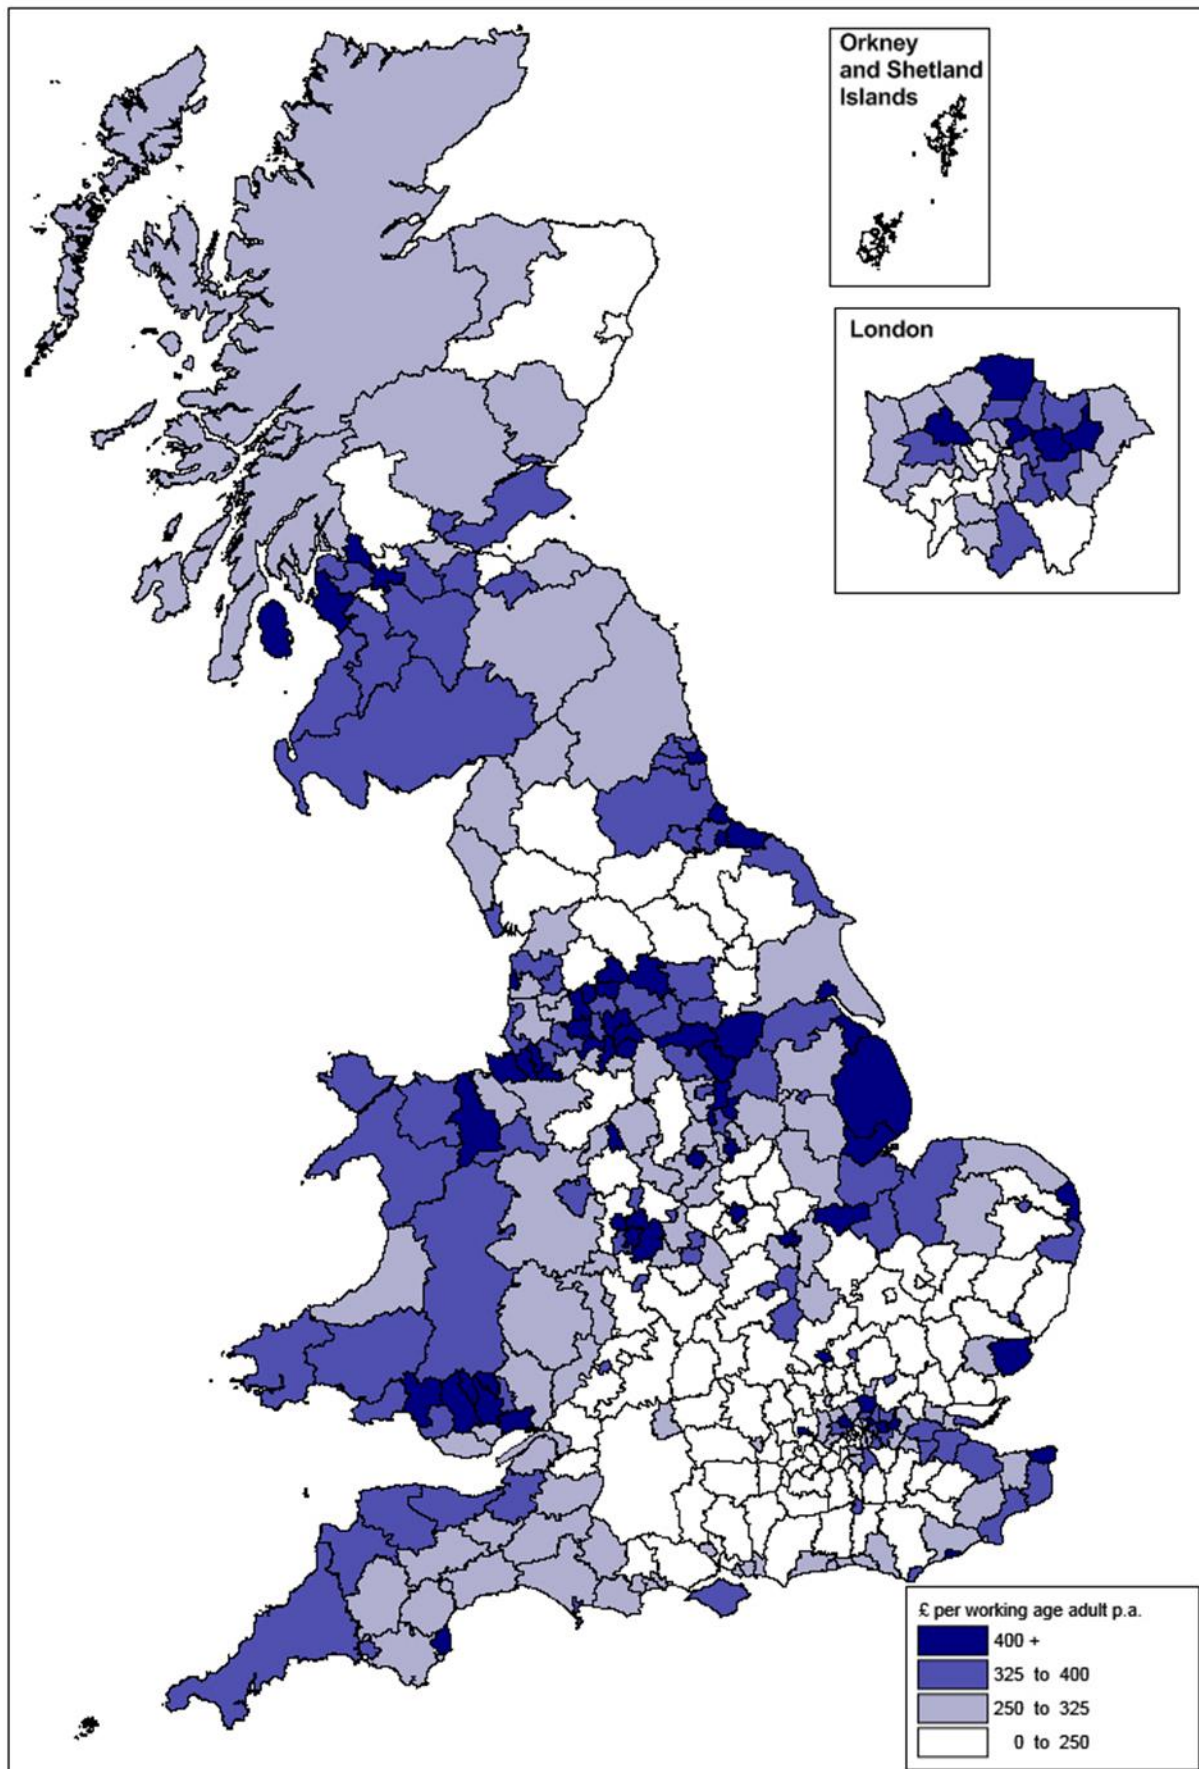 Orkney
and Shetland
Islands
London
£ per working age adult p.a.
400 +
325 to 400
250 to 325
0 to 250